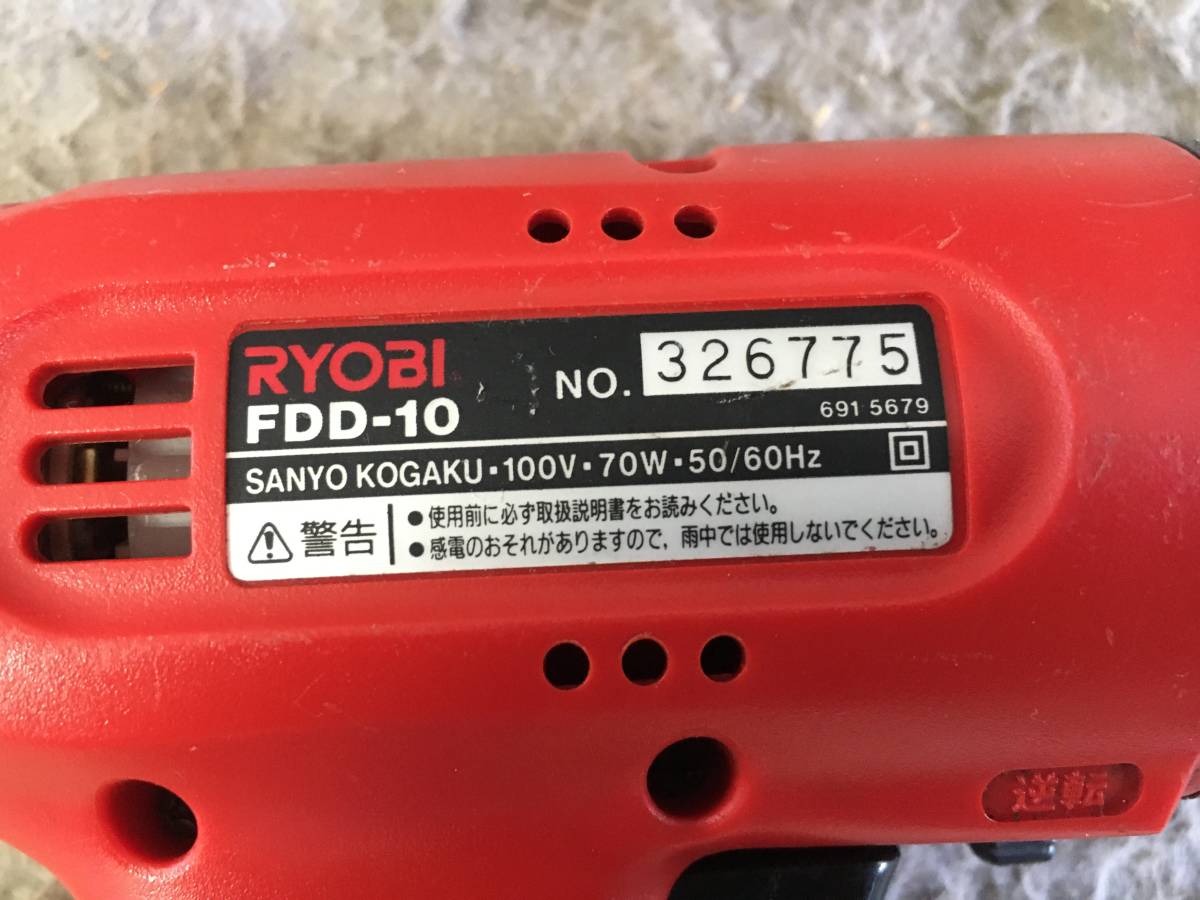 RYOBI
FDD-10
NO. 326775
691 5679
SANYO KOGAKU・100V・70W・50/60Hz
警告
●使用前に必ず取扱説明書をお読みください。
●感電のおそれがありますので、雨中では使用しないでください。
逆転